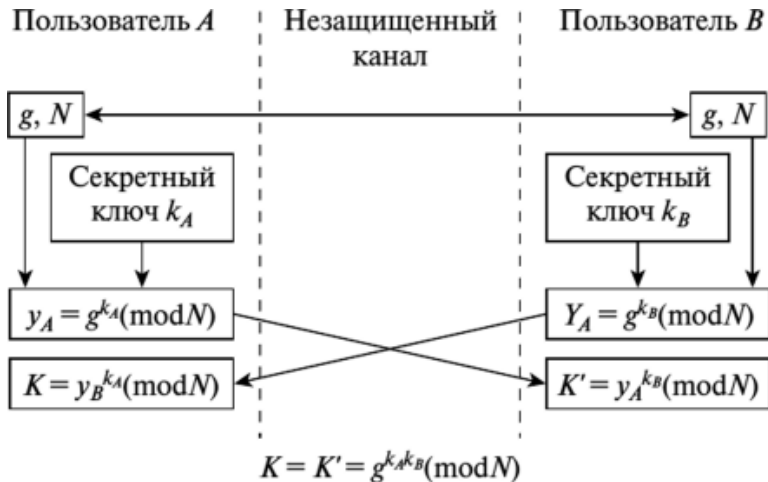 Пользователь A
Незащищенный
канал
Пользователь B
g, N
g, N
Секретный
ключ k_A
Секретный
ключ k_B
y_A = g^{k_A}(modN)
Y_A = g^{k_B}(modN)
K = y_B^{k_A}(modN)
K' = y_A^{k_B}(modN)
K = K' = g^{k_A k_B}(modN)